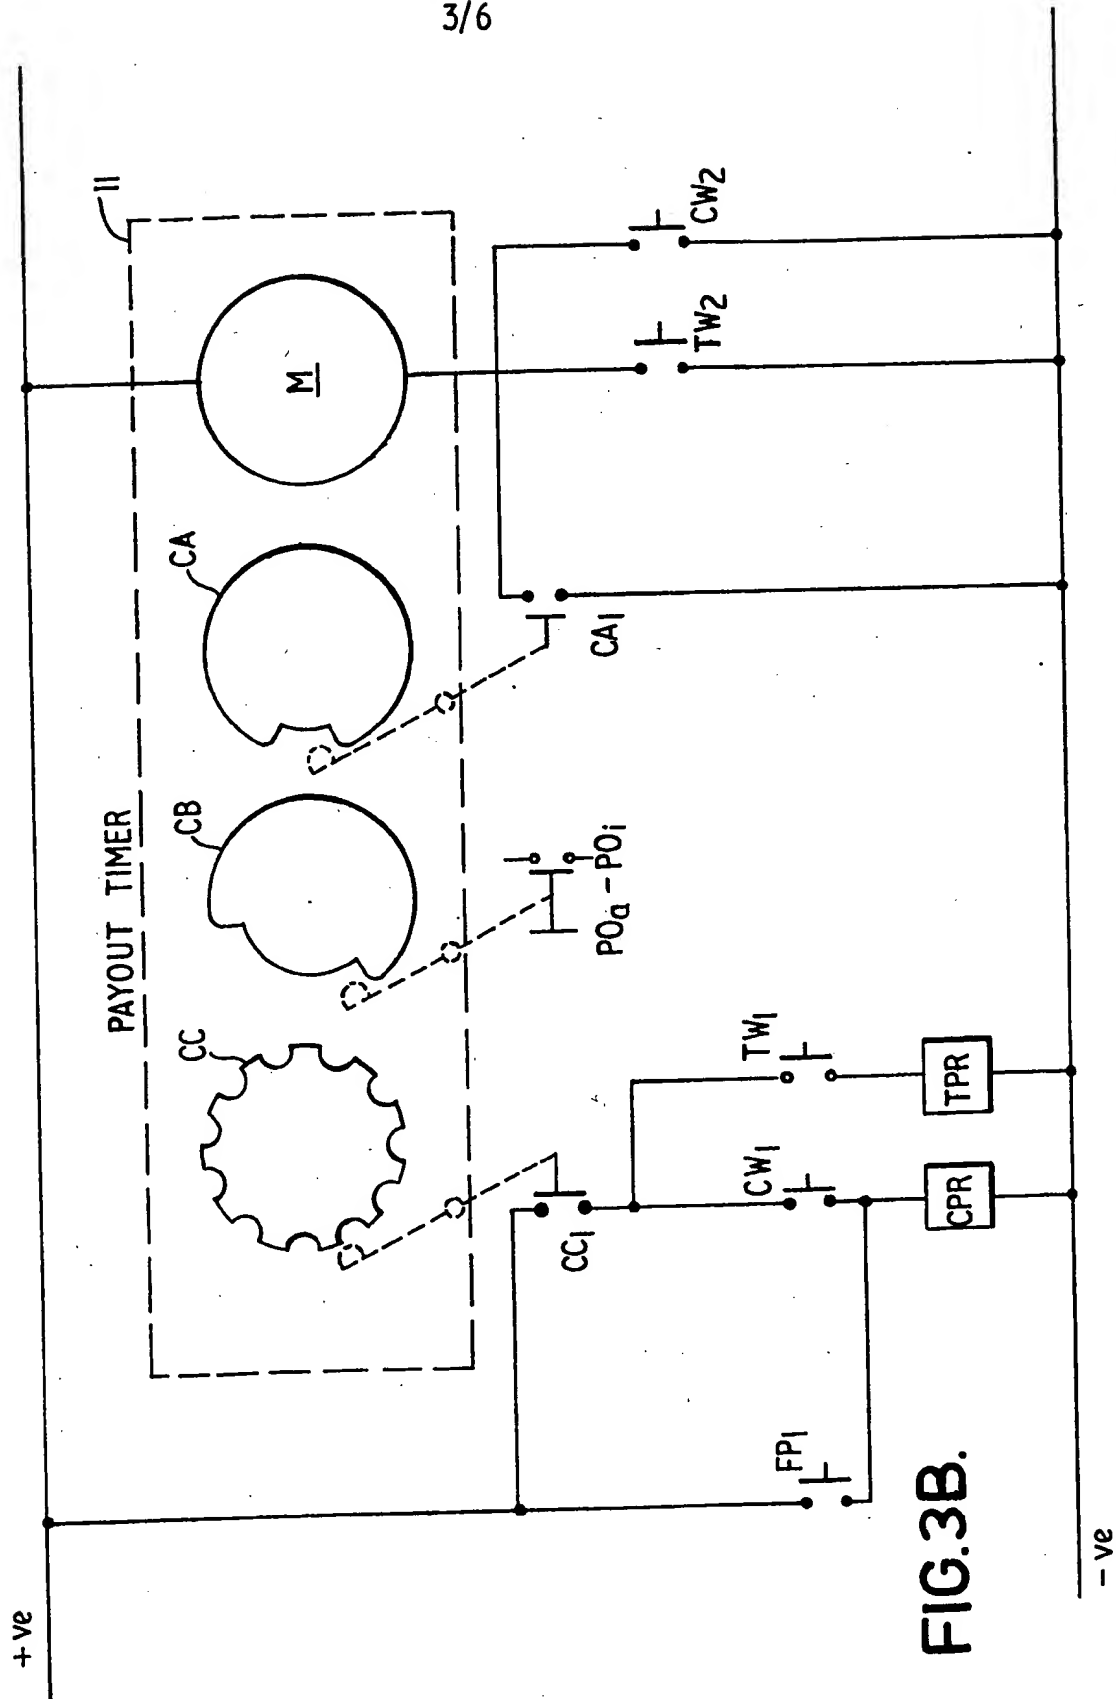 3/6
+ve
PAYOUT TIMER
11
CC
CB
CA
M
CC1
POa - POi
CA1
FP1
CW1
TW1
TW2
CW2
CPR
TPR
-ve
FIG.3B.